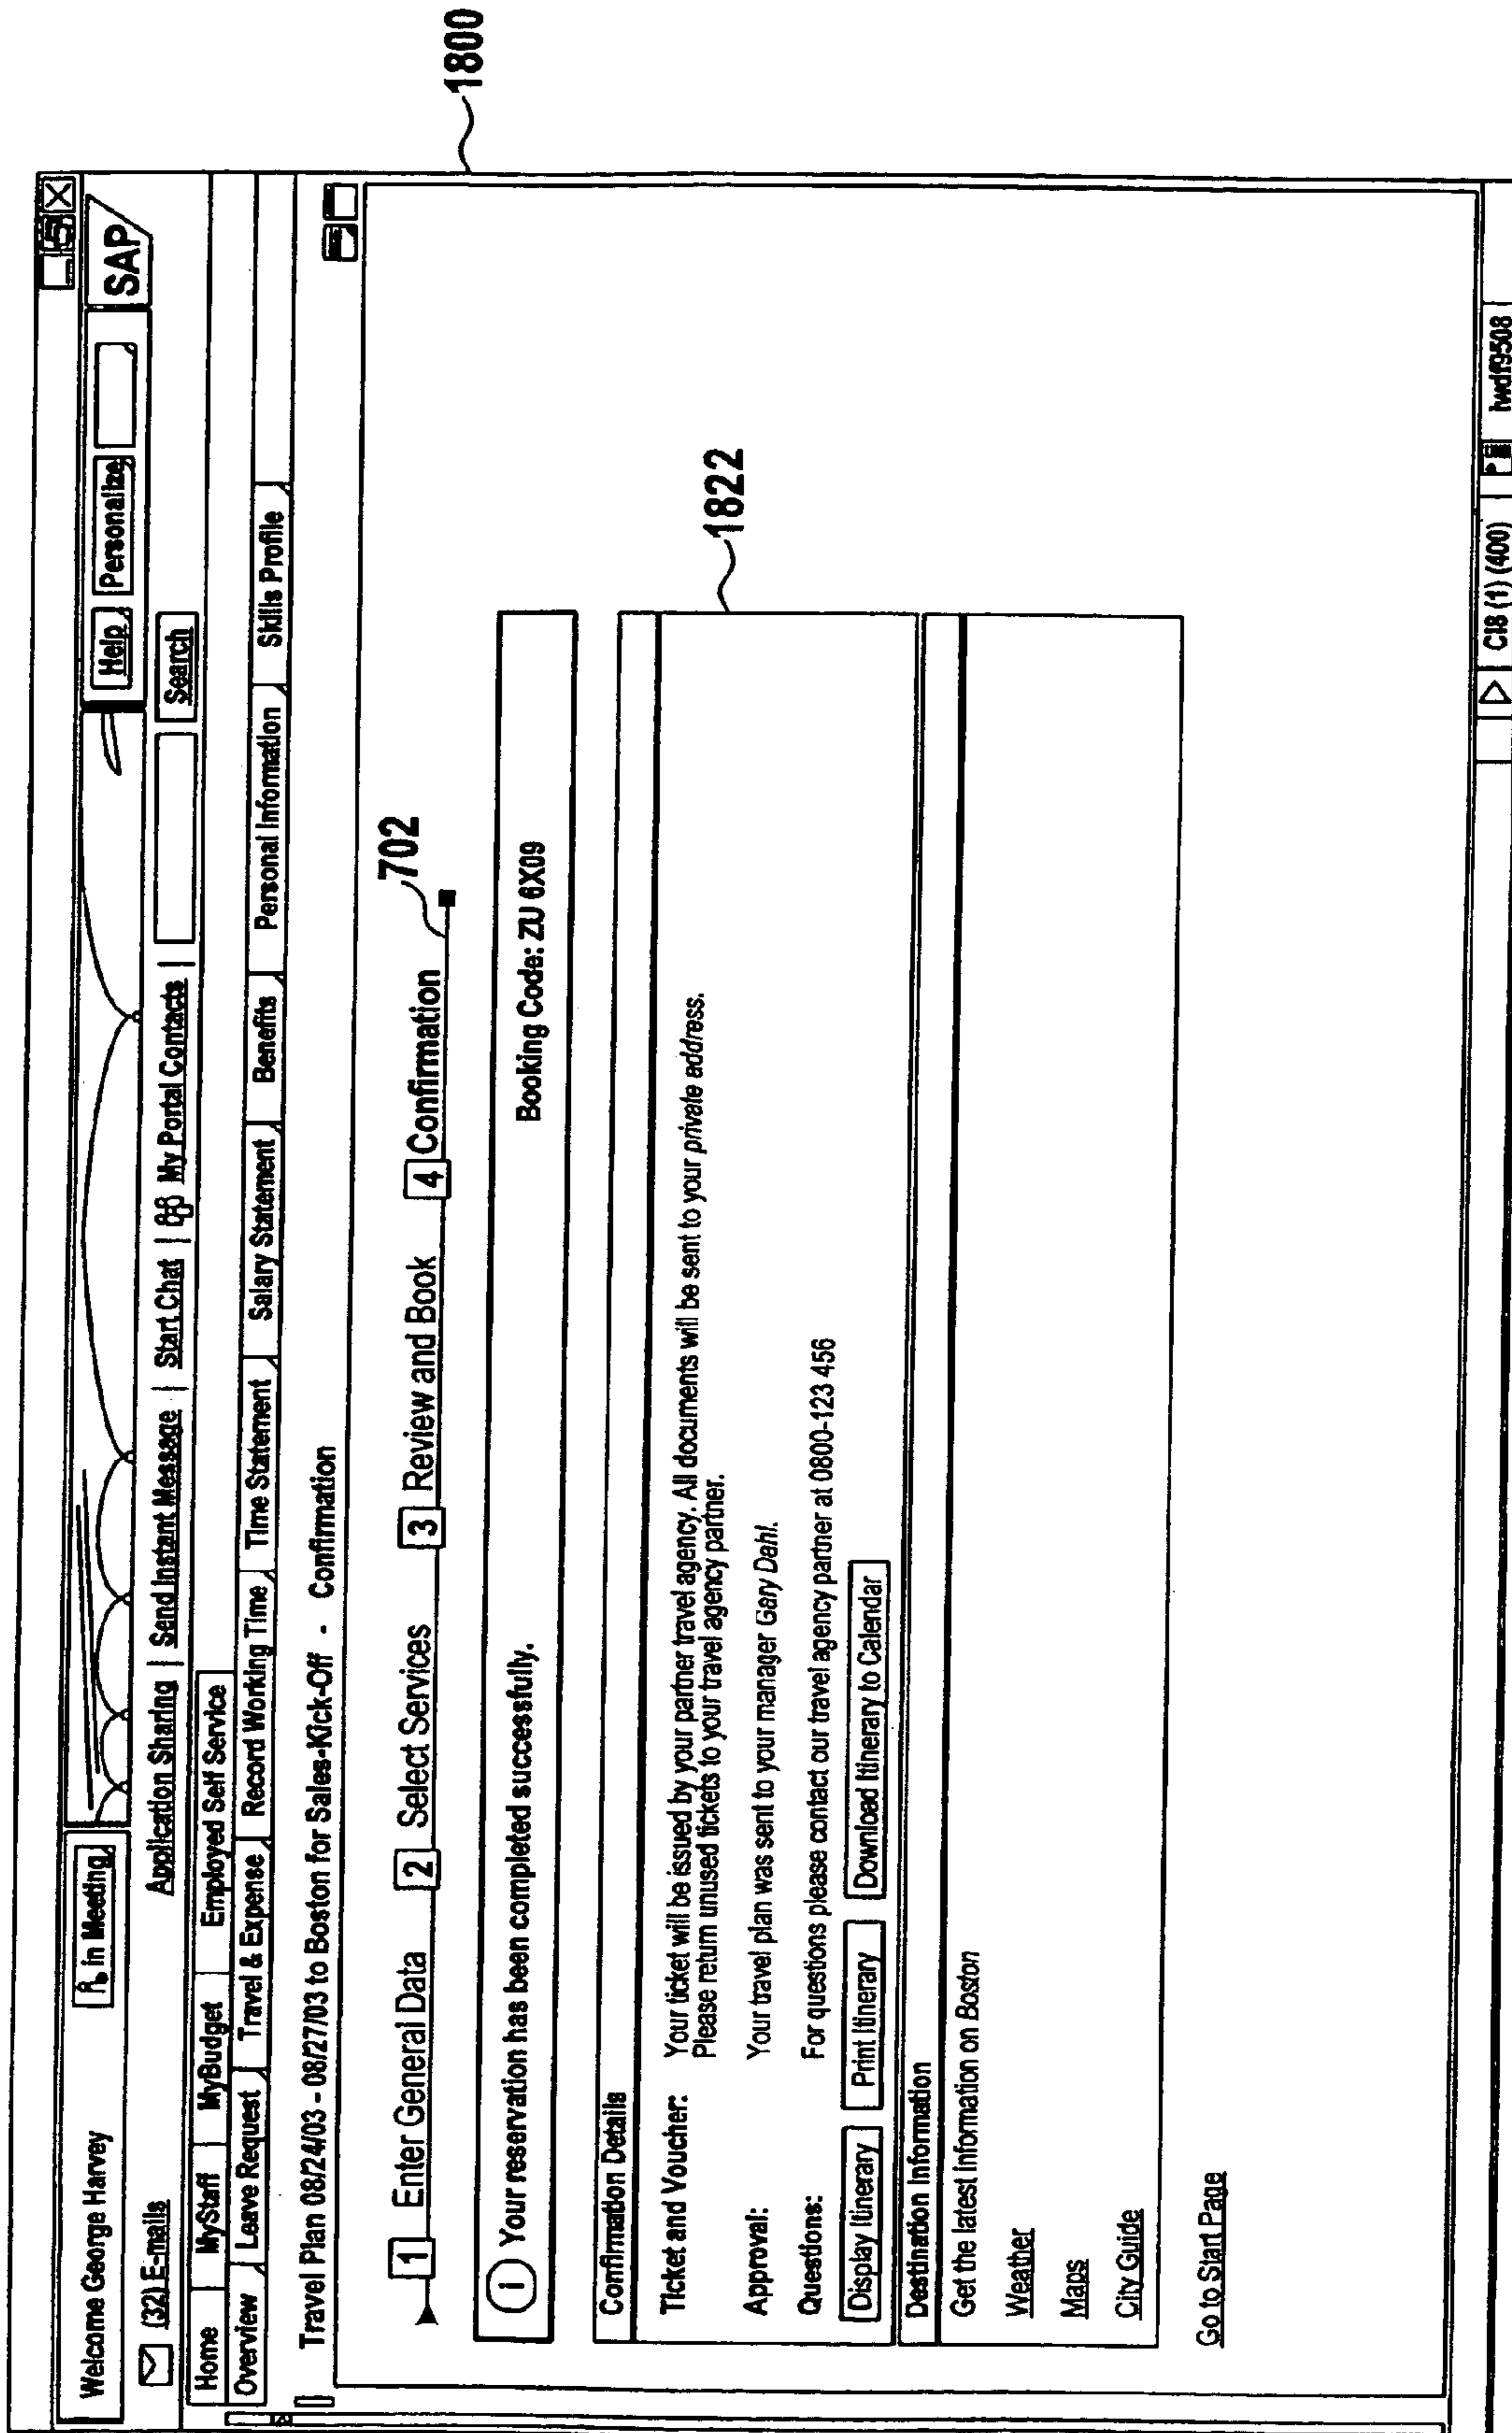 Welcome George Harvey
in Meeting
Help
Personalize
SAP
(32) E-mails
Application Sharing | Send Instant Message | Start Chat | My Portal Contacts |
Search
Home MyStaff MyBudget Employed Self Service
Overview Leave Request Travel & Expense Record Working Time Time Statement Salary Statement Benefits Personal Information Skills Profile
Travel Plan 08/24/03 - 08/27/03 to Boston for Sales-Kick-Off - Confirmation
1 Enter General Data 2 Select Services 3 Review and Book 4 Confirmation
702
1800
i Your reservation has been completed successfully. Booking Code: ZU 6X09
Confirmation Details
1822
Ticket and Voucher: Your ticket will be issued by your partner travel agency. All documents will be sent to your private address.
Please return unused tickets to your travel agency partner.
Approval: Your travel plan was sent to your manager Gary Dahl.
Questions: For questions please contact our travel agency partner at 0800-123 456
Display Itinerary Print Itinerary Download Itinerary to Calendar
Destination Information
Get the latest information on Boston
Weather
Maps
City Guide
Go to Start Page
CI8 (1) (400) iwdf9508